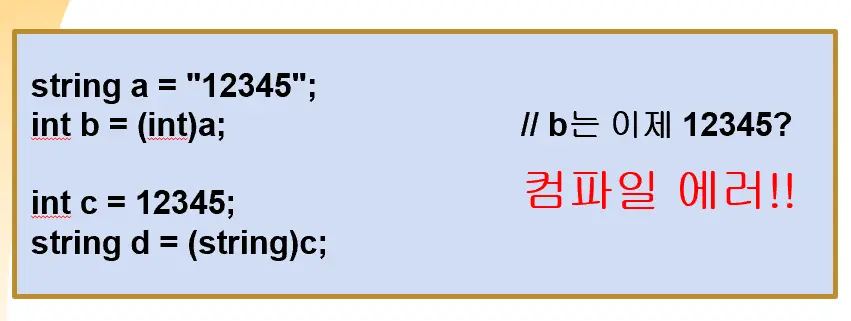 string a = "12345";
int b = (int)a; // b는 이제 12345?
컴파일 에러!!
int c = 12345;
string d = (string)c;